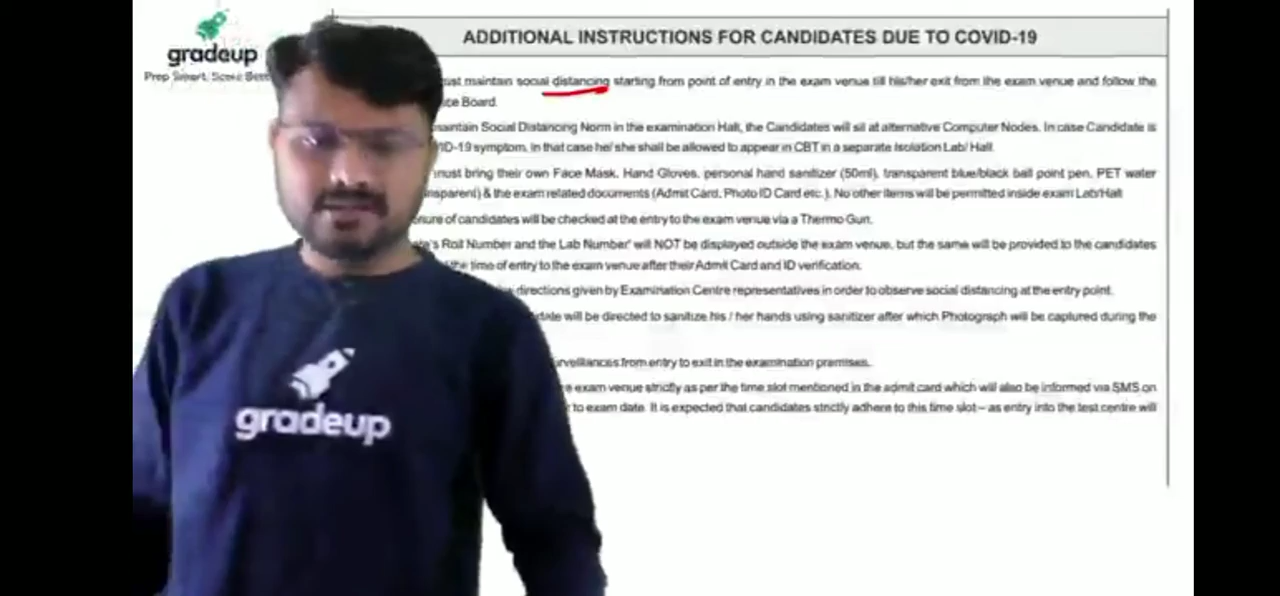 gradeup
Prep Smart. Score Bett
ADDITIONAL INSTRUCTIONS FOR CANDIDATES DUE TO COVID-19
ust maintain social distancing starting from point of entry in the exam venue till his/her exit from the exam venue and follow the
ce Board.
aintain Social Distancing Norm in the examination Hall, the Candidates will sit at alternative Computer Nodes. In case Candidate is
D-19 symptom, in that case he/ she shall be allowed to appear in CBT in a separate Isolation Lab/ Hall
must bring their own Face Mask, Hand Gloves, personal hand sanitizer (50ml), transparent blue/black ball point pen, PET water
nsparent) & the exam related documents (Admit Card, Photo ID Card etc.). No other items will be permitted inside exam Lab/Hall
ture of candidates will be checked at the entry to the exam venue via a Thermo Gun.
te's Roll Number and the Lab Number' will NOT be displayed outside the exam venue, but the same will be provided to the candidates
the time of entry to the exam venue after their Admit Card and ID verification.
directions given by Examination Centre representatives in order to observe social distancing at the entry point.
date will be directed to sanitize his / her hands using sanitizer after which Photograph will be captured during the
urveillances from entry to exit in the examination premises.
e exam venue strictly as per the time slot mentioned in the admit card which will also be informed via SMS on
to exam date. It is expected that candidates strictly adhere to this time slot – as entry into the test centre will
gradeup